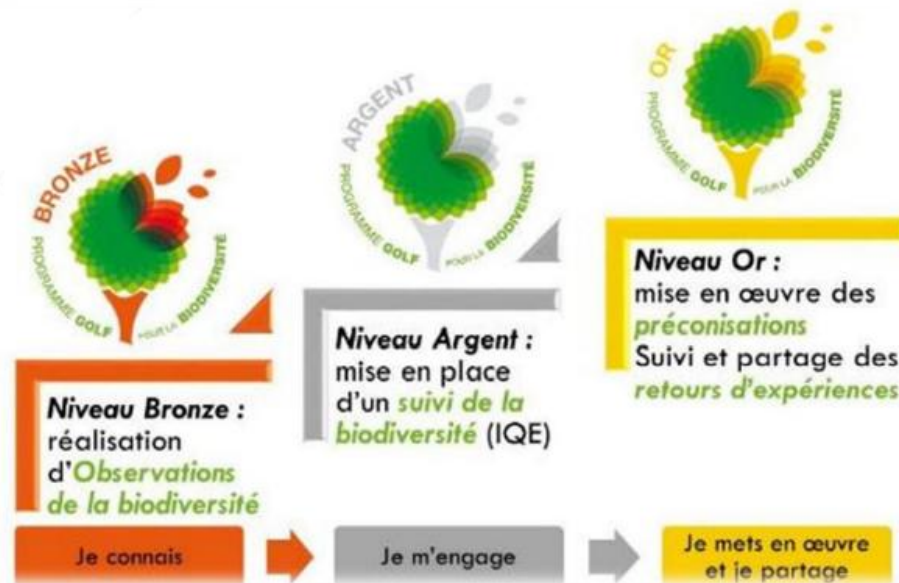 BRONZE
PROGRAMME GOLF POUR LA BIODIVERSITÉ
Niveau Bronze :
réalisation
d'Observations
de la biodiversité
Je connais
ARGENT
PROGRAMME GOLF POUR LA BIODIVERSITÉ
Niveau Argent :
mise en place
d'un suivi de la
biodiversité (IQE)
Je m'engage
OR
PROGRAMME GOLF POUR LA BIODIVERSITÉ
Niveau Or :
mise en œuvre des
préconisations
Suivi et partage des
retours d'expériences
Je mets en œuvre
et je partage